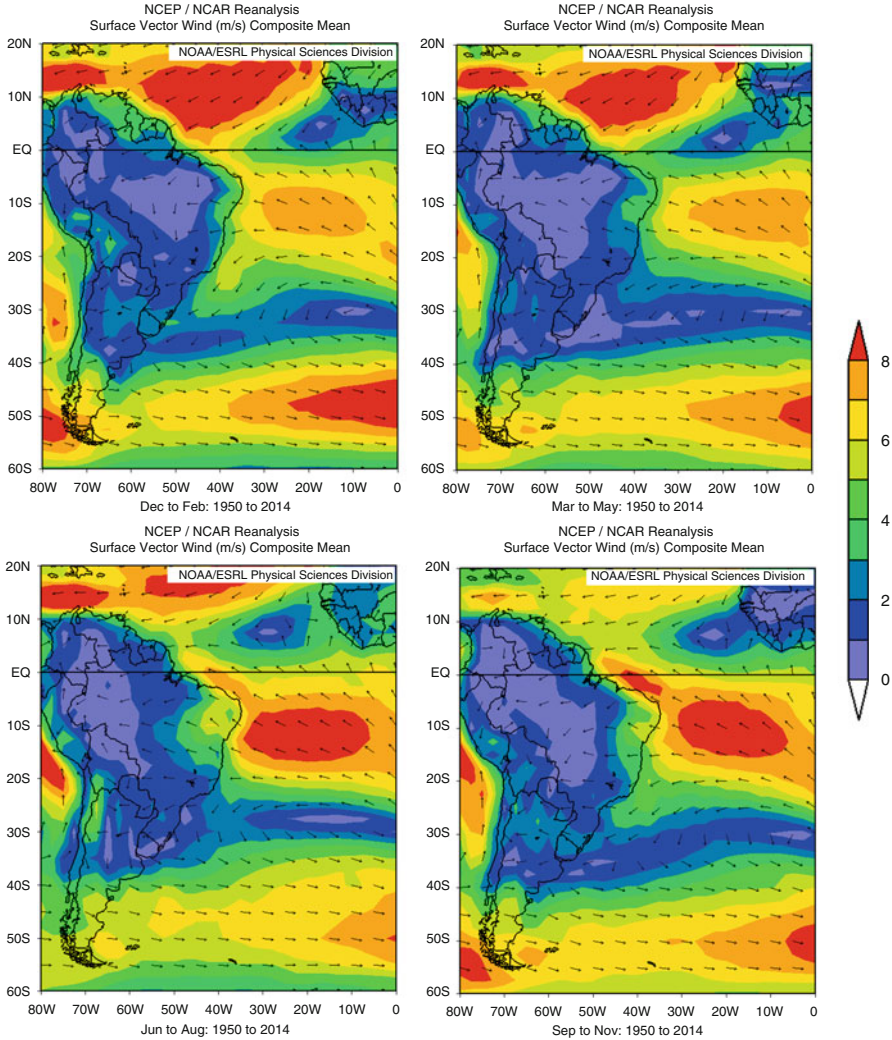 NCEP / NCAR Reanalysis
Surface Vector Wind (m/s) Composite Mean
NOAA/ESRL Physical Sciences Division
20N
10N
EQ
10S
20S
30S
40S
50S
60S
80W 70W 60W 50W 40W 30W 20W 10W 0
Dec to Feb: 1950 to 2014
NCEP / NCAR Reanalysis
Surface Vector Wind (m/s) Composite Mean
NOAA/ESRL Physical Sciences Division
20N
10N
EQ
10S
20S
30S
40S
50S
60S
80W 70W 60W 50W 40W 30W 20W 10W 0
Mar to May: 1950 to 2014
NCEP / NCAR Reanalysis
Surface Vector Wind (m/s) Composite Mean
NOAA/ESRL Physical Sciences Division
20N
10N
EQ
10S
20S
30S
40S
50S
60S
80W 70W 60W 50W 40W 30W 20W 10W 0
Jun to Aug: 1950 to 2014
NCEP / NCAR Reanalysis
Surface Vector Wind (m/s) Composite Mean
NOAA/ESRL Physical Sciences Division
20N
10N
EQ
10S
20S
30S
40S
50S
60S
80W 70W 60W 50W 40W 30W 20W 10W 0
Sep to Nov: 1950 to 2014
8
6
4
2
0